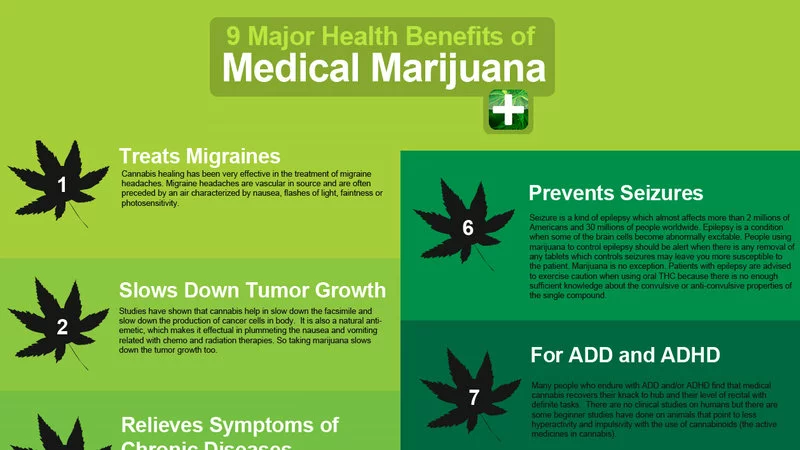 9 Major Health Benefits of
Medical Marijuana
1
Treats Migraines
Cannabis healing has been very effective in the treatment of migraine
headaches. Migraine headaches are vascular in source and are often
preceded by an air characterized by nausea, flashes of light, faintness or
photosensitivity.
2
Slows Down Tumor Growth
Studies have shown that cannabis help in slow down the facsimile and
slow down the production of cancer cells in body. It is also a natural anti-
emetic, which makes it effectual in plummeting the nausea and vomiting
related with chemo and radiation therapies. So taking marijuana slows
down the tumor growth too.
Relieves Symptoms of
Chronic Diseases
6
Prevents Seizures
Seizure is a kind of epilepsy which almost affects more than 2 millions of
Americans and 30 millions of people worldwide. Epilepsy is a condition
when some of the brain cells become abnormally excitable. People using
marijuana to control epilepsy should be alert when there is any removal of
any tablets which controls seizures may leave you more susceptible to
the patient. Marijuana is no exception. Patients with epilepsy are advised
to exercise caution when using oral THC because there is no enough
sufficient knowledge about the convulsive or anti-convulsive properties of
the single compound.
7
For ADD and ADHD
Many people who endure with ADD and/or ADHD find that medical
cannabis recovers their knack to hub and their level of recital with
definite tasks. There are no clinical studies on humans but there are
some beginner studies have done on animals that point to less
hyperactivity and impulsivity with the use of cannabinoids (the active
medicines in cannabis).